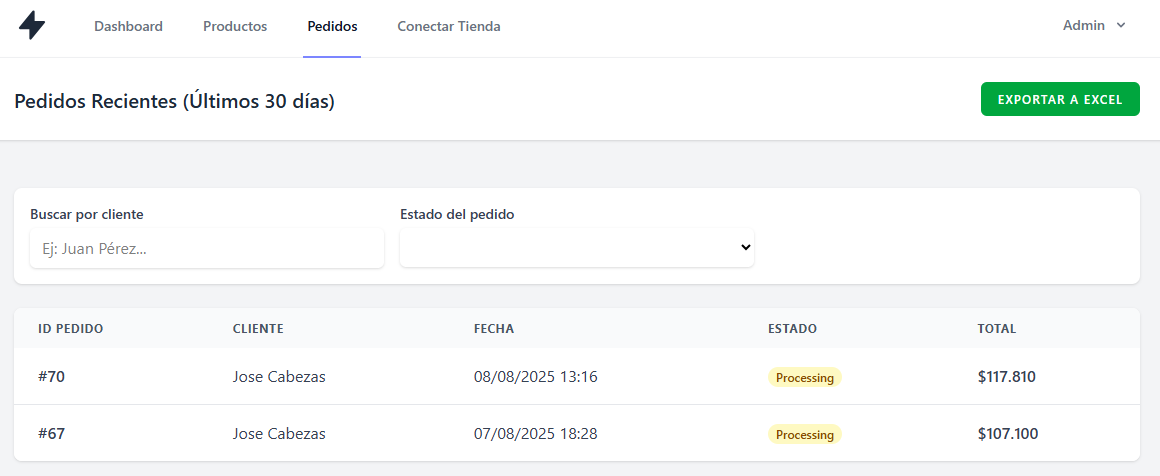 Dashboard Productos Pedidos Conectar Tienda Admin
Pedidos Recientes (Últimos 30 días) EXPORTAR A EXCEL
Buscar por cliente Estado del pedido
Ej: Juan Pérez...
ID PEDIDO CLIENTE FECHA ESTADO TOTAL
#70 Jose Cabezas 08/08/2025 13:16 Processing $117.810
#67 Jose Cabezas 07/08/2025 18:28 Processing $107.100